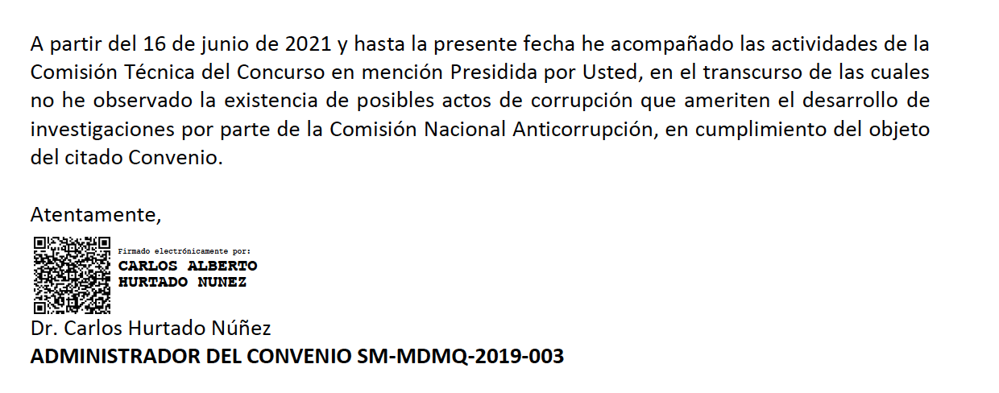 A partir del 16 de junio de 2021 y hasta la presente fecha he acompañado las actividades de la
Comisión Técnica del Concurso en mención Presidida por Usted, en el transcurso de las cuales
no he observado la existencia de posibles actos de corrupción que ameriten el desarrollo de
investigaciones por parte de la Comisión Nacional Anticorrupción, en cumplimiento del objeto
del citado Convenio.
Atentamente,
Firmado electrónicamente por:
CARLOS ALBERTO
HURTADO NUNEZ
Dr. Carlos Hurtado Núñez
ADMINISTRADOR DEL CONVENIO SM-MDMQ-2019-003